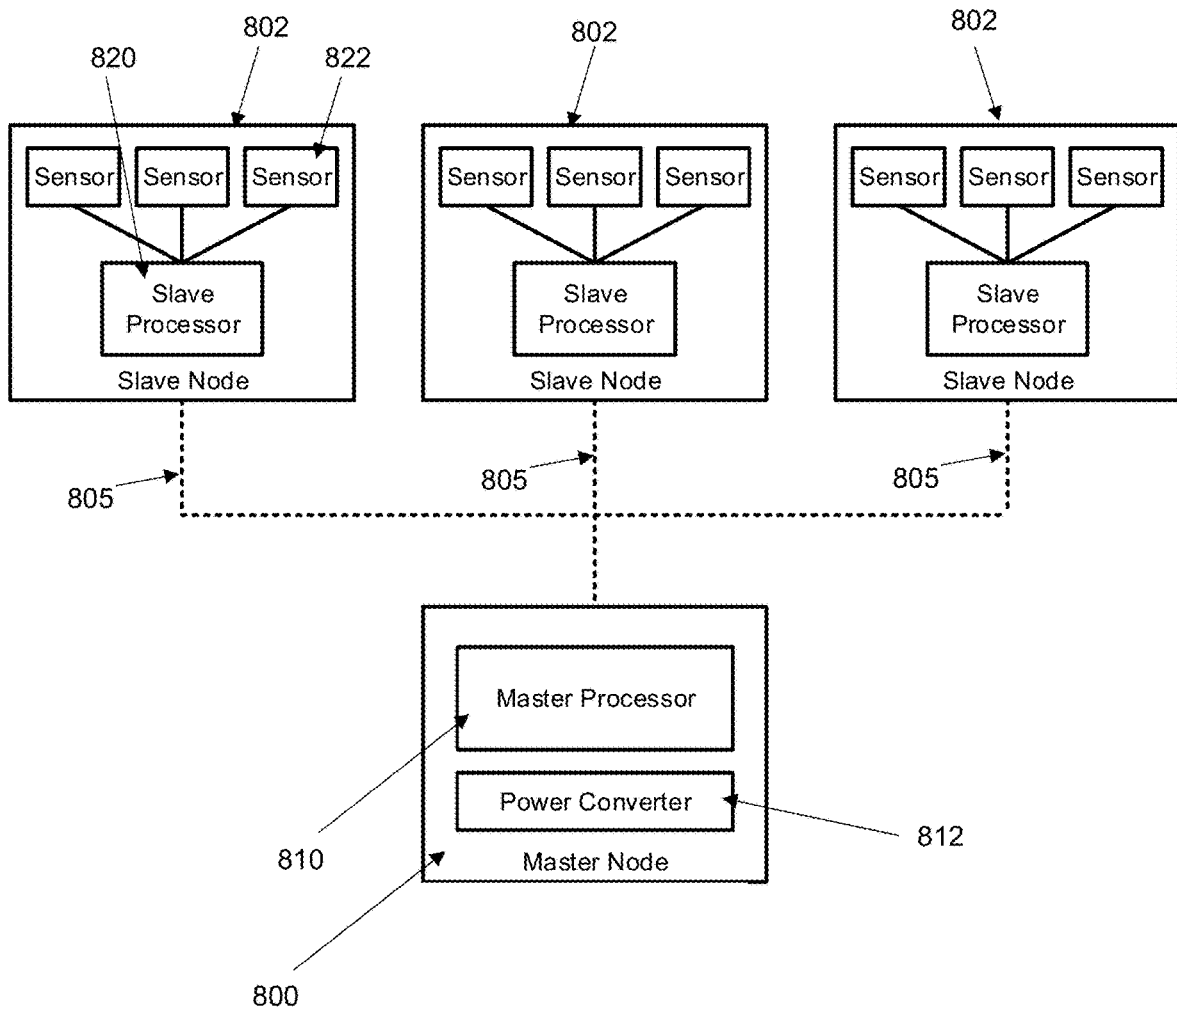 802
802
802
820
822
Sensor Sensor Sensor
Sensor Sensor Sensor
Sensor Sensor Sensor
Slave
Processor
Slave
Processor
Slave
Processor
Slave Node
Slave Node
Slave Node
805
805
805
Master Processor
Power Converter
812
810
Master Node
800